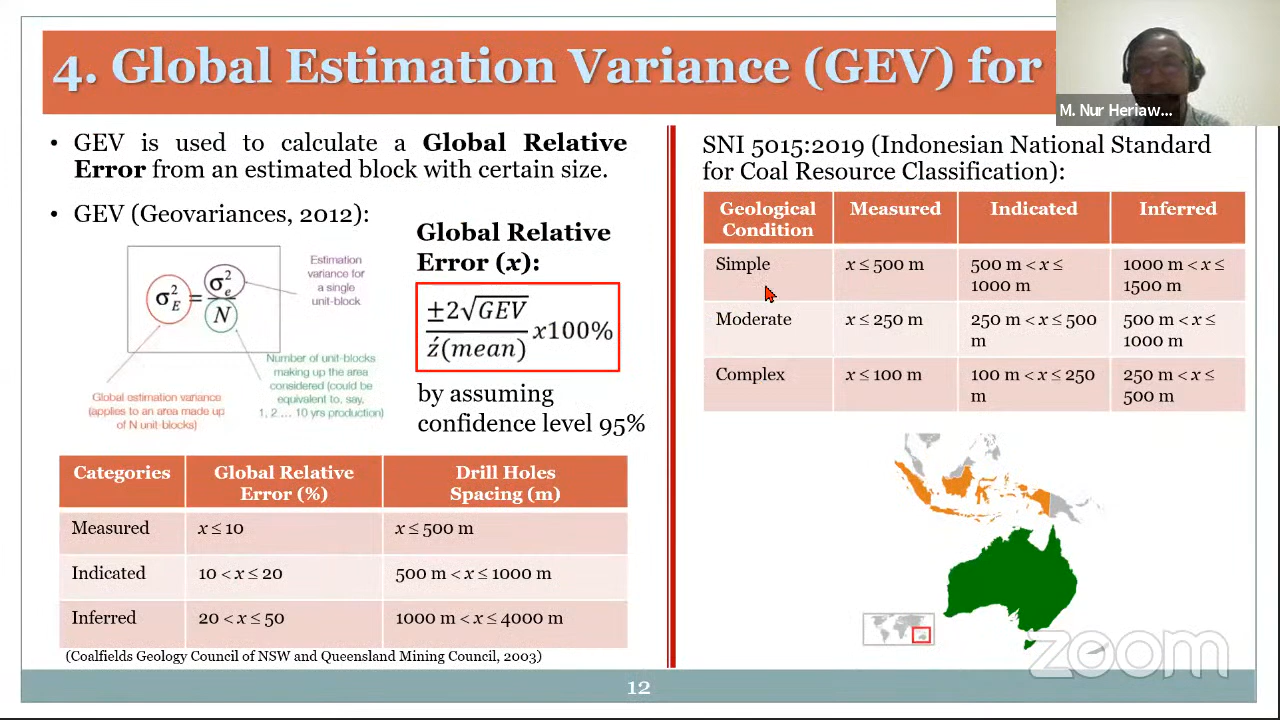 4. Global Estimation Variance (GEV) for
M. Nur Heriaw...
• GEV is used to calculate a Global Relative
Error from an estimated block with certain size.
• GEV (Geovariances, 2012):
σ²E = σ²e / N
Estimation
variance for
a single
unit-block
Number of unit-blocks
making up the area
considered (could be
equivalent to, say,
1, 2 .... 10 yrs production)
Global estimation variance
(applies to an area made up
of N unit-blocks)
Global Relative
Error (x):
±2√GEV
ź(mean)
x100%
by assuming
confidence level 95%
Categories Global Relative Error (%) Drill Holes Spacing (m)
Measured x ≤ 10 x ≤ 500 m
Indicated 10 < x ≤ 20 500 m < x ≤ 1000 m
Inferred 20 < x ≤ 50 1000 m < x ≤ 4000 m
(Coalfields Geology Council of NSW and Queensland Mining Council, 2003)
SNI 5015:2019 (Indonesian National Standard
for Coal Resource Classification):
Geological Condition Measured Indicated Inferred
Simple x ≤ 500 m 500 m < x ≤ 1000 m 1000 m < x ≤ 1500 m
Moderate x ≤ 250 m 250 m < x ≤ 500 m 500 m < x ≤ 1000 m
Complex x ≤ 100 m 100 m < x ≤ 250 m 250 m < x ≤ 500 m
zoom
12